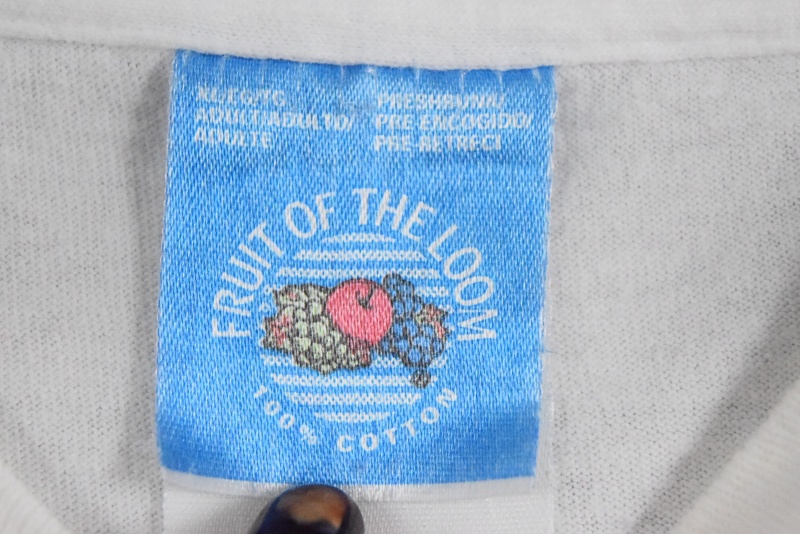 XL/EG/TG
ADULT/ADULTO/
ADULTE
PRESHRUNK/
PRE ENCOGIDO/
PRE-RETRECI
FRUIT OF THE LOOM
100% COTTON